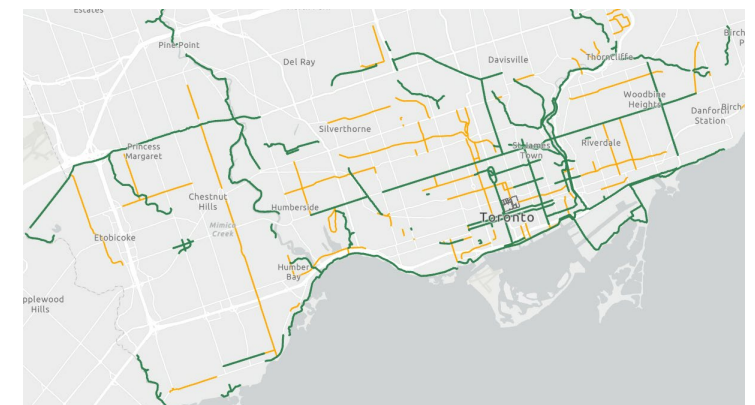 Estates
Pine Point
Del Ray
Davisville
Thorncliffe
Birch
P
Woodbine
Heights
Danforth
Station
Birch
Silverthorne
Princess
Margaret
St. James
Town
Riverdale
Chestnut
Hills
Humberside
Toronto
Mimico
Creek
Etobicoke
Humber
Bay
pplewood
Hills